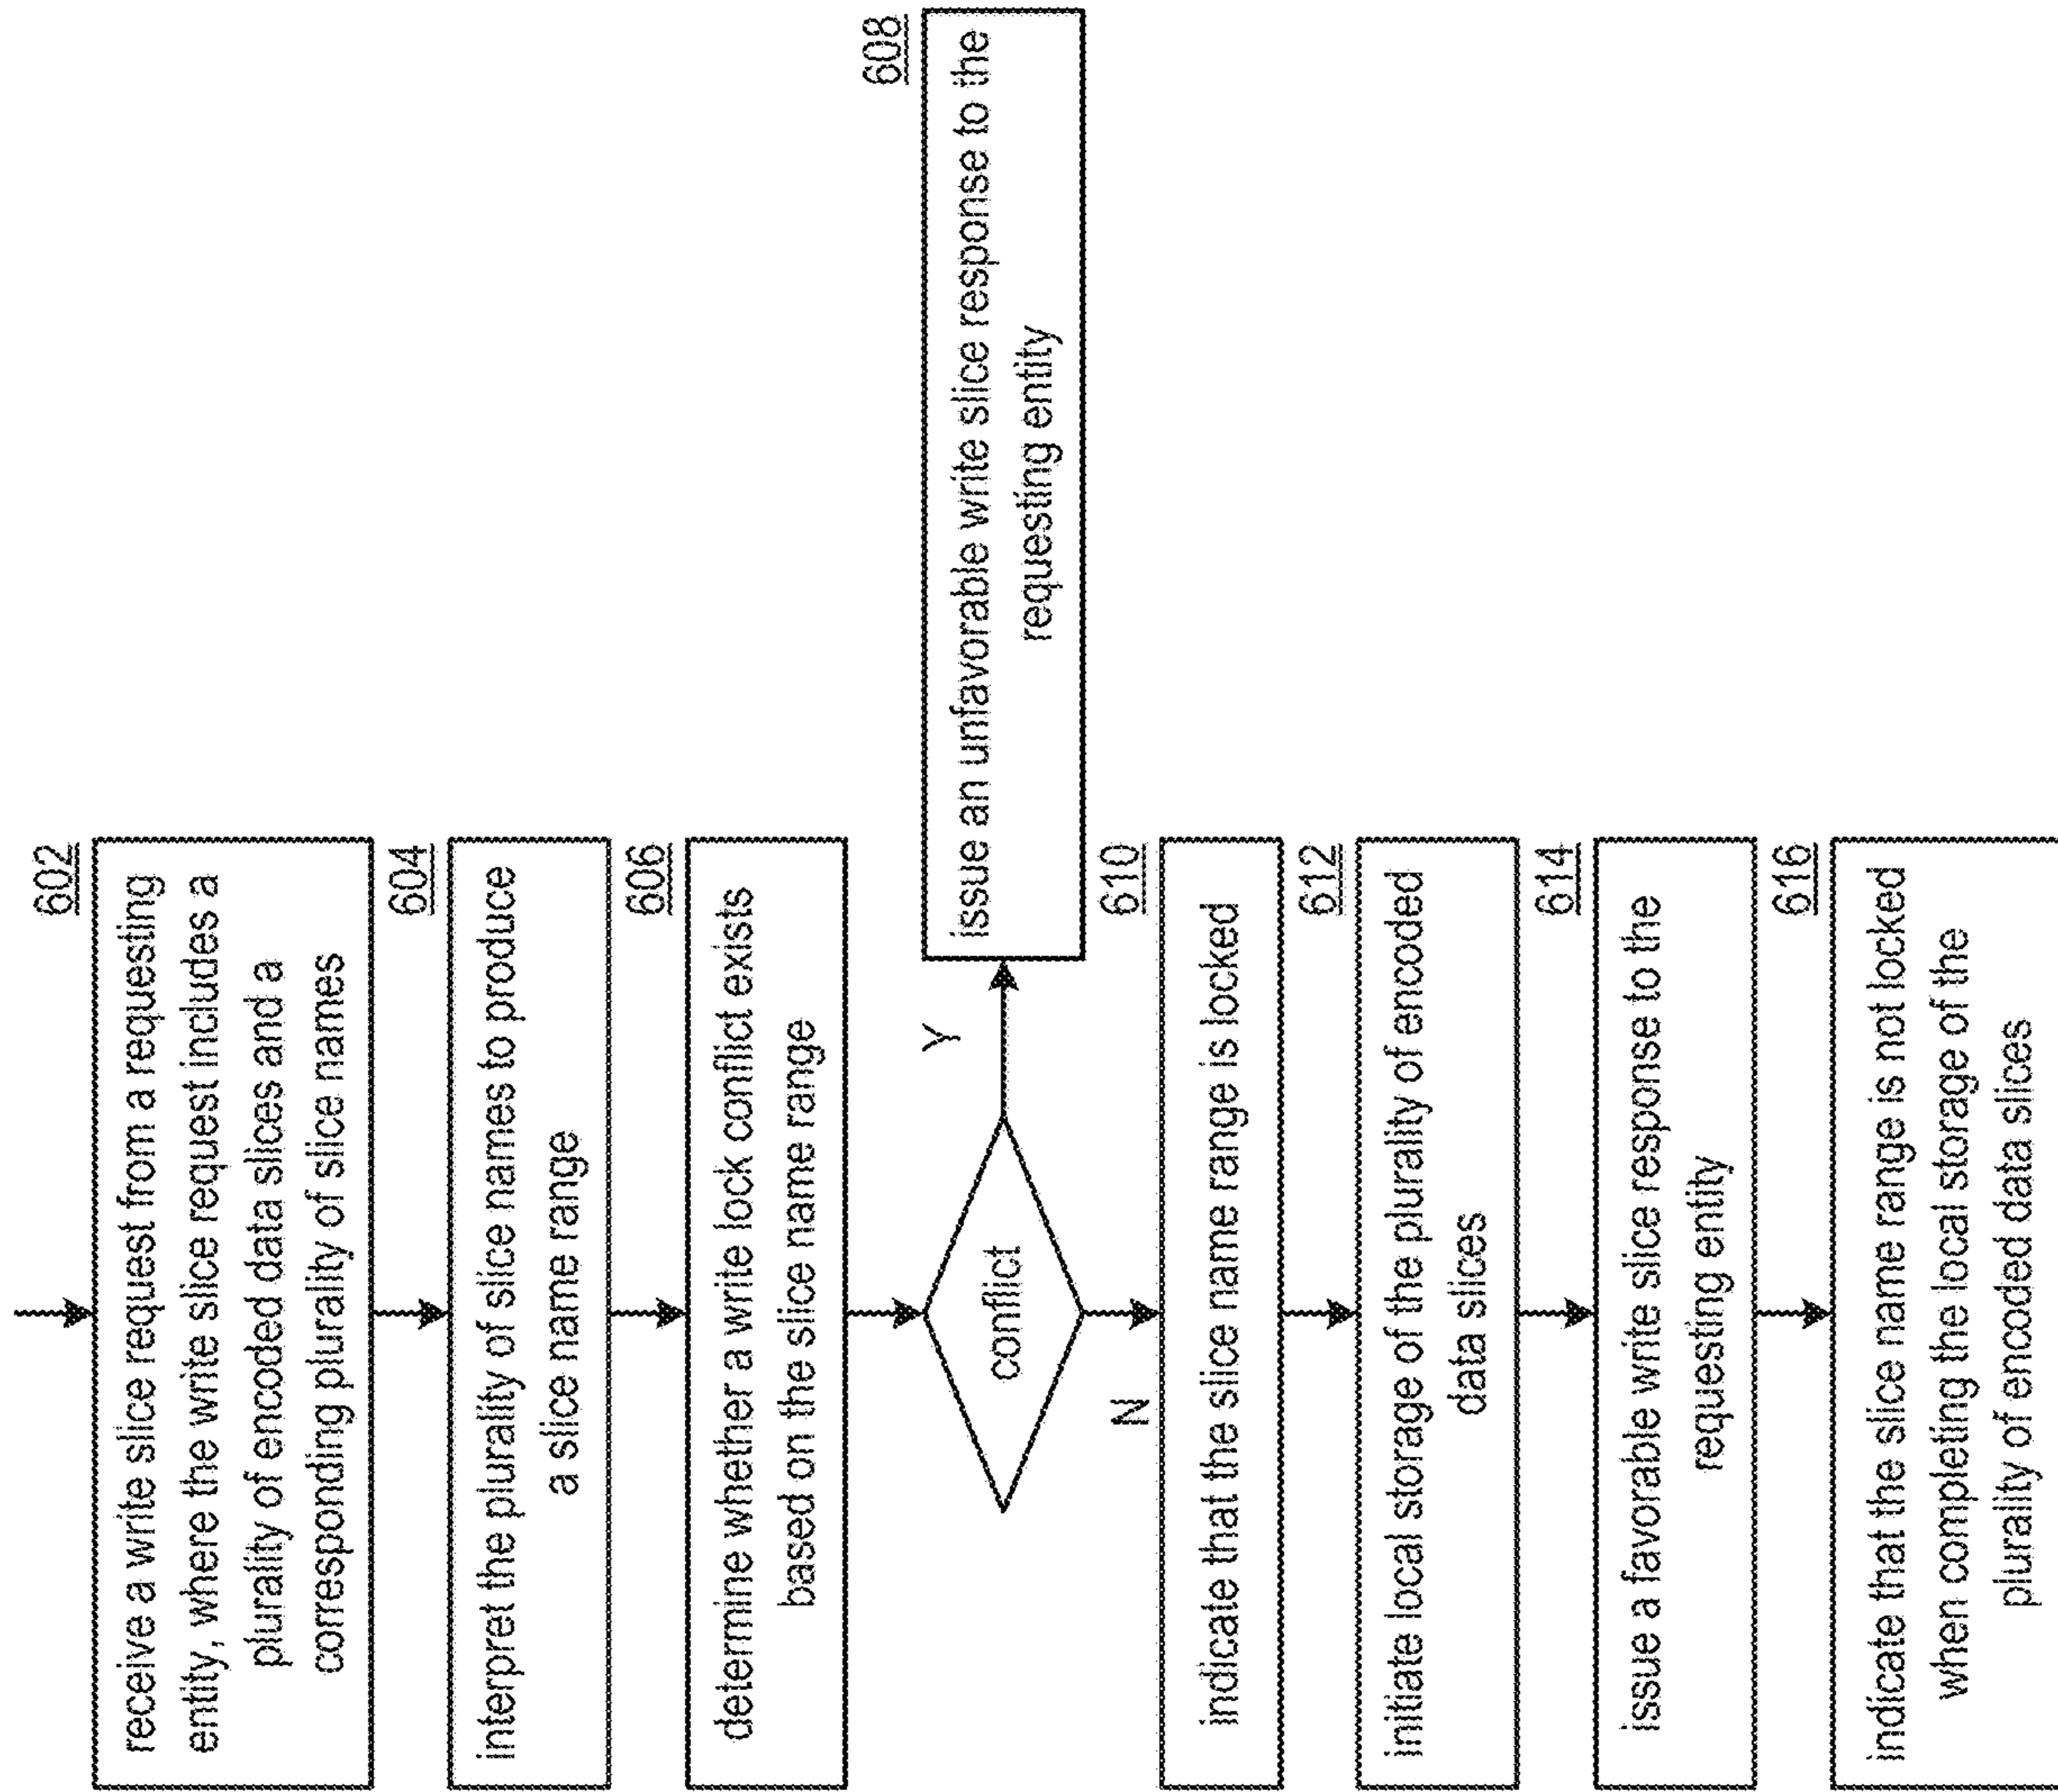 602
receive a write slice request from a requesting
entity, where the write slice request includes a
plurality of encoded data slices and a
corresponding plurality of slice names
604
interpret the plurality of slice names to produce
a slice name range
606
determine whether a write lock conflict exists
based on the slice name range
conflict
Y
608
issue an unfavorable write slice response to the
requesting entity
N
610
indicate that the slice name range is locked
612
initiate local storage of the plurality of encoded
data slices
614
issue a favorable write slice response to the
requesting entity
616
indicate that the slice name range is not locked
when completing the local storage of the
plurality of encoded data slices